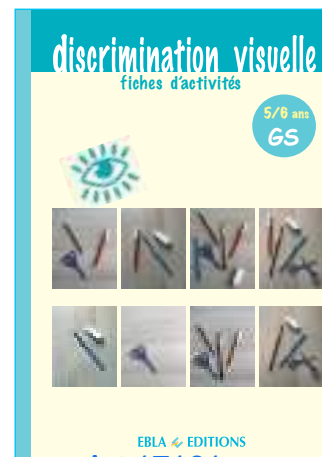 discrimination visuelle
fiches d'activités
5/6 ans
GS
EBLA EDITIONS